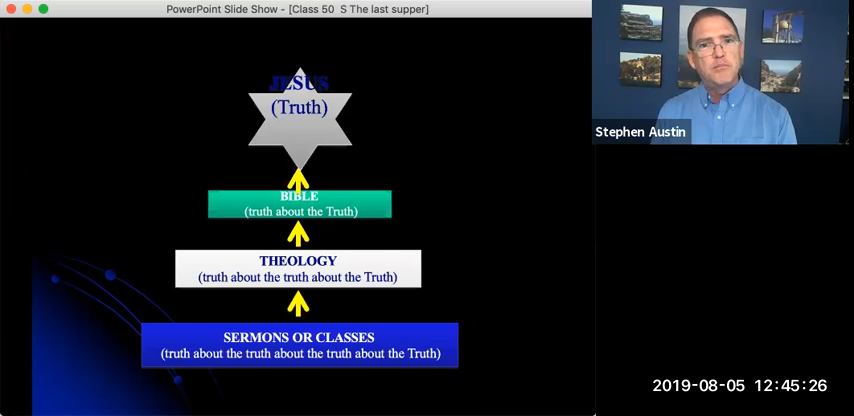 PowerPoint Slide Show - [Class 50  S The last supper]
JESUS
(Truth)
BIBLE
(truth about the Truth)
THEOLOGY
(truth about the truth about the Truth)
SERMONS OR CLASSES
(truth about the truth about the truth about the Truth)
Stephen Austin
2019-08-05 12:45:26